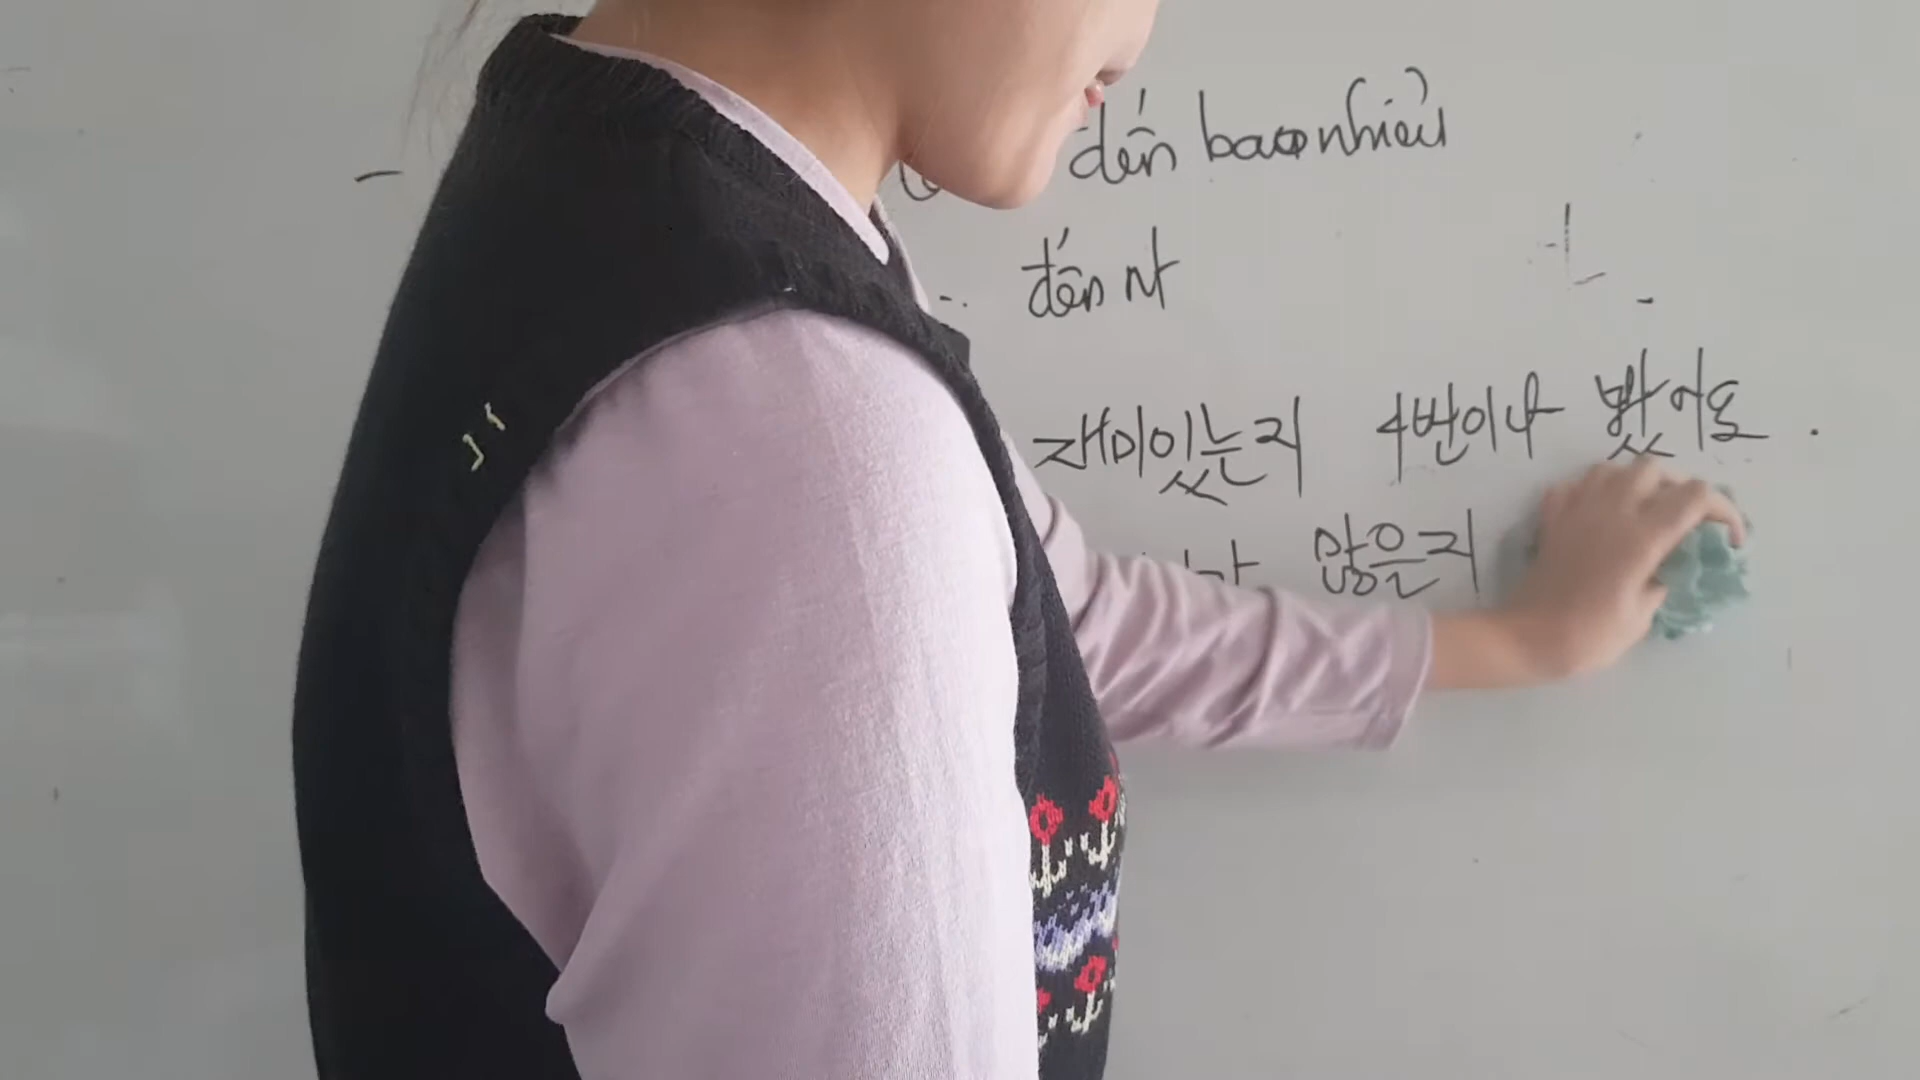 đến bao nhiêu
đến n
재미있는지 4번이나 봤어요.
많은지